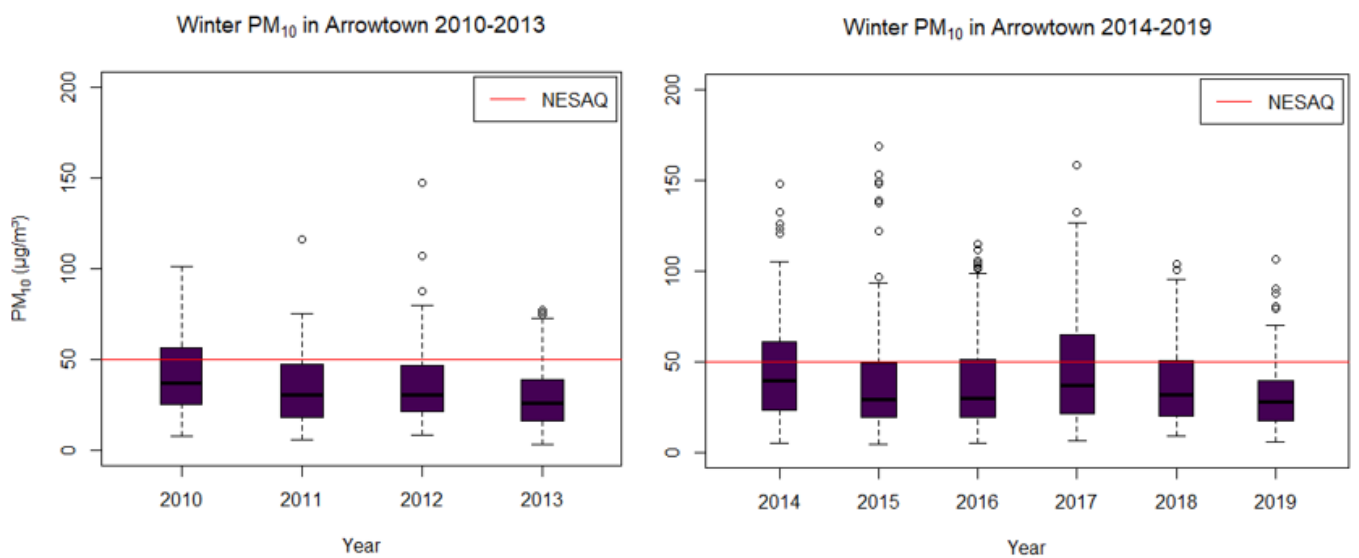 Winter PM₁₀ in Arrowtown 2010-2013
NESAQ
PM₁₀ (µg/m³)
200
150
100
50
0
2010 2011 2012 2013
Year
Winter PM₁₀ in Arrowtown 2014-2019
NESAQ
200
150
100
50
0
2014 2015 2016 2017 2018 2019
Year